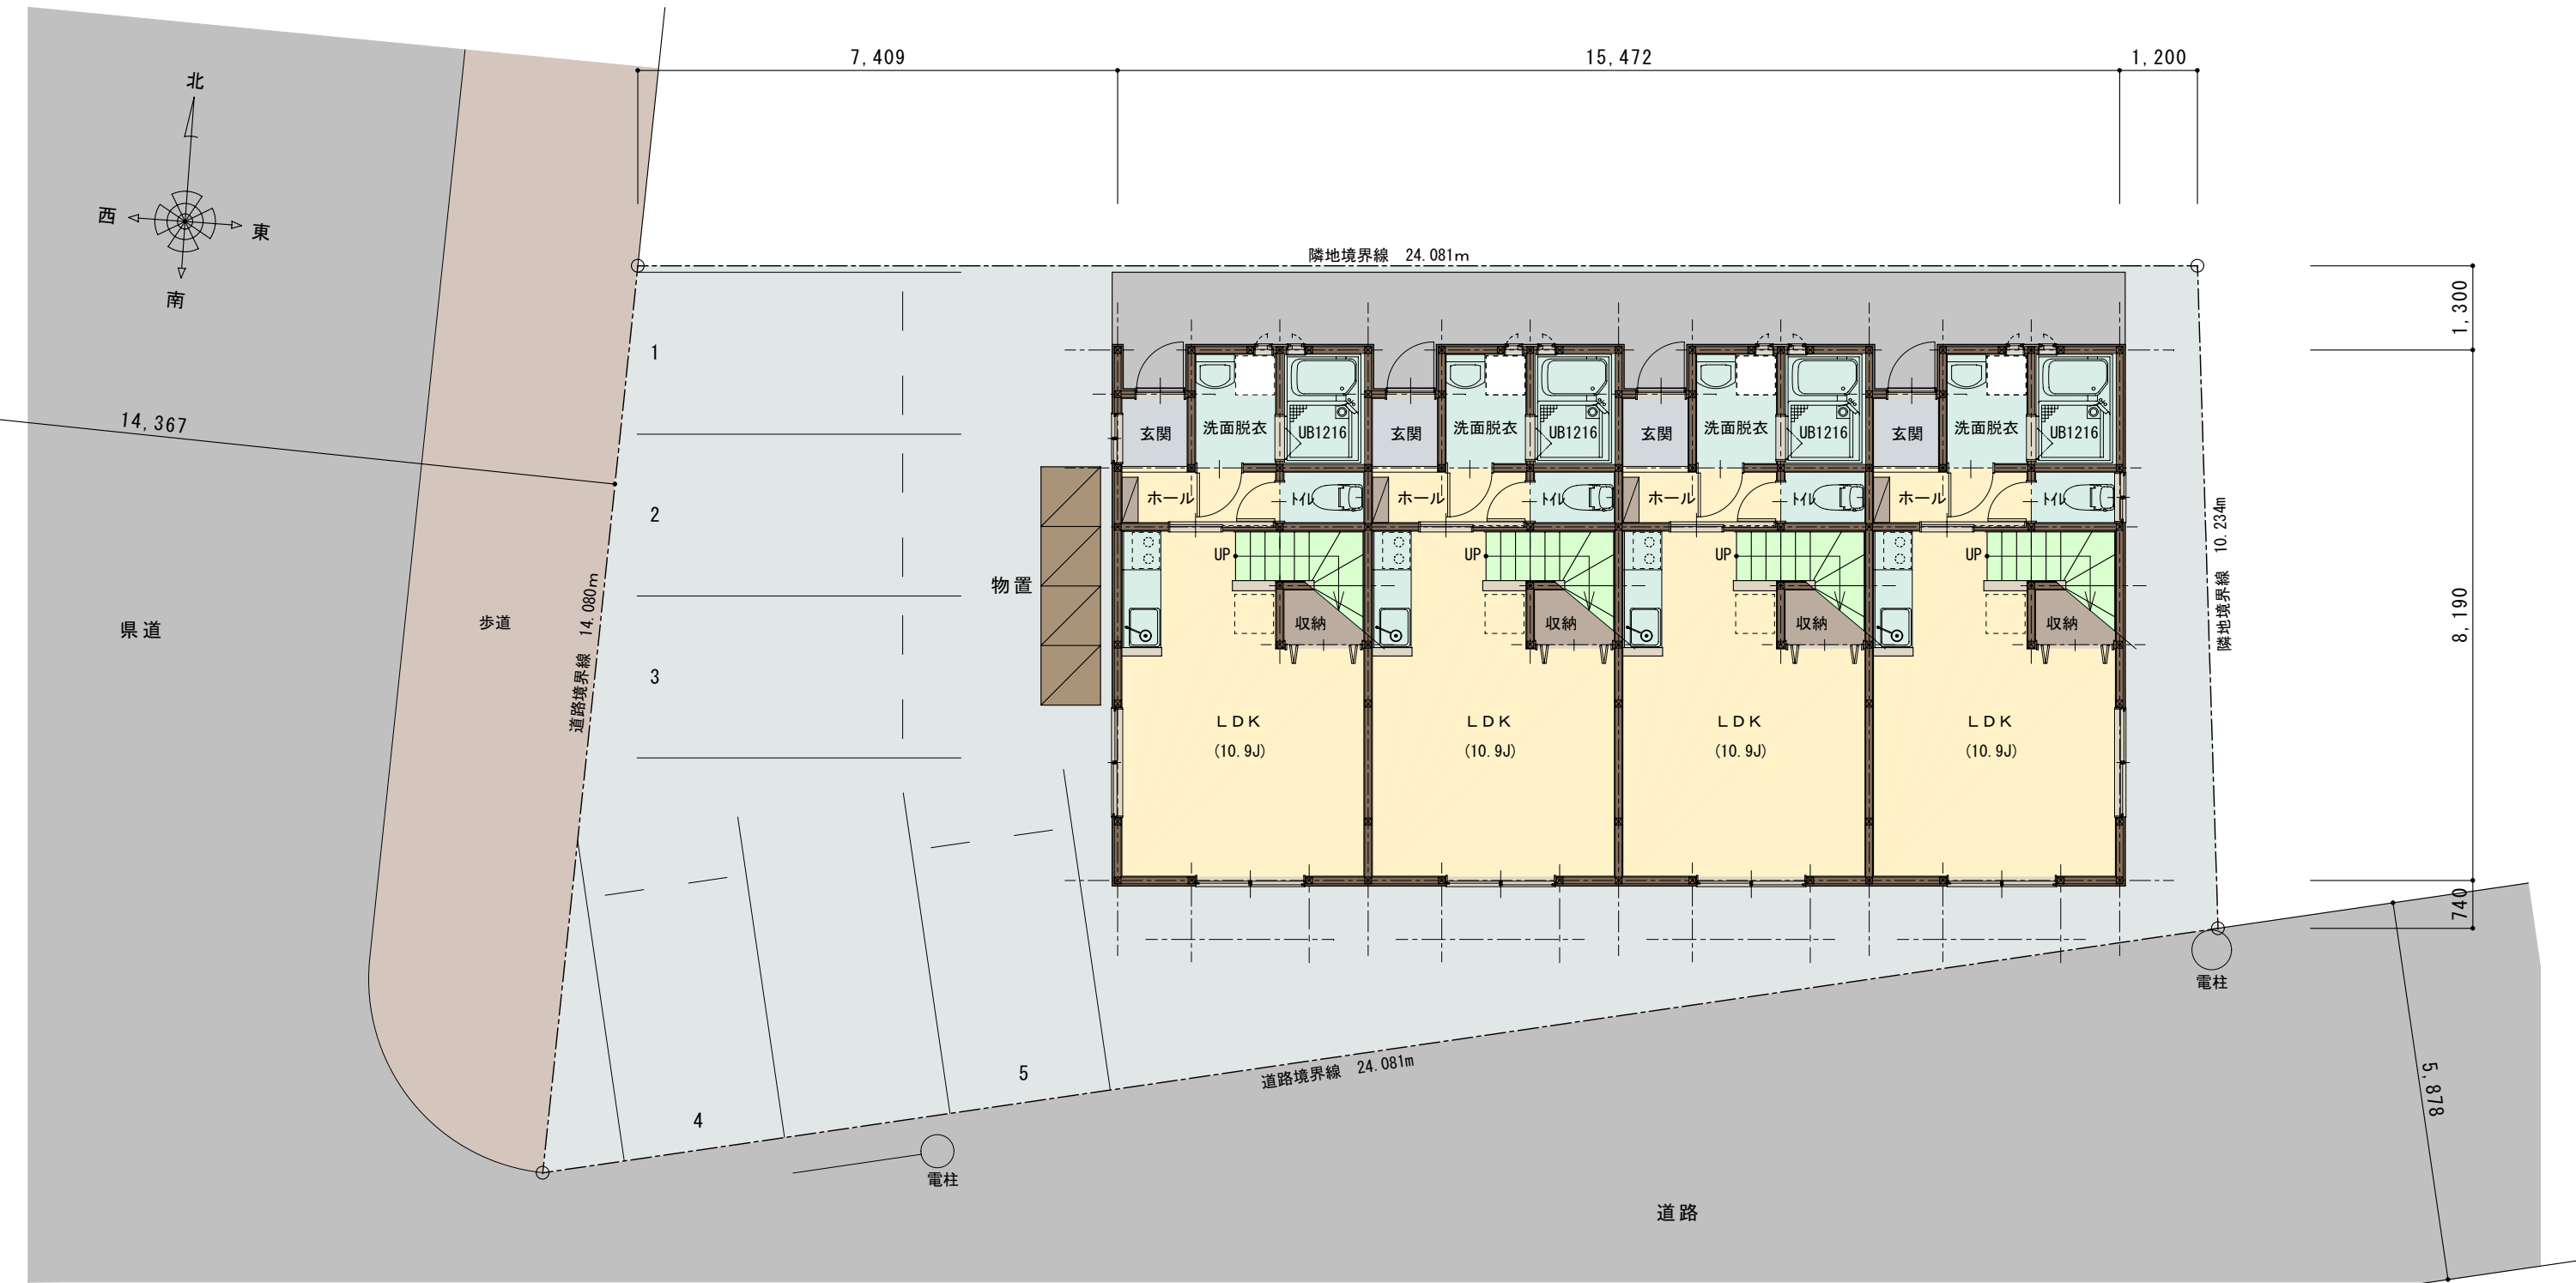 7,409
15,472
1,200
北
西
東
南
隣地境界線 24.081m
1,300
14,367
1
2
3
4
5
玄関
洗面脱衣
UB1216
玄関
洗面脱衣
UB1216
玄関
洗面脱衣
UB1216
玄関
洗面脱衣
UB1216
ホール
トイレ
ホール
トイレ
ホール
トイレ
ホール
トイレ
隣地境界線 10.234m
UP
UP
UP
UP
物置
県道
歩道
道路境界線 14.080m
収納
収納
収納
収納
8,190
LDK
(10.9J)
LDK
(10.9J)
LDK
(10.9J)
LDK
(10.9J)
740
電柱
道路境界線 24.081m
5,878
電柱
道路